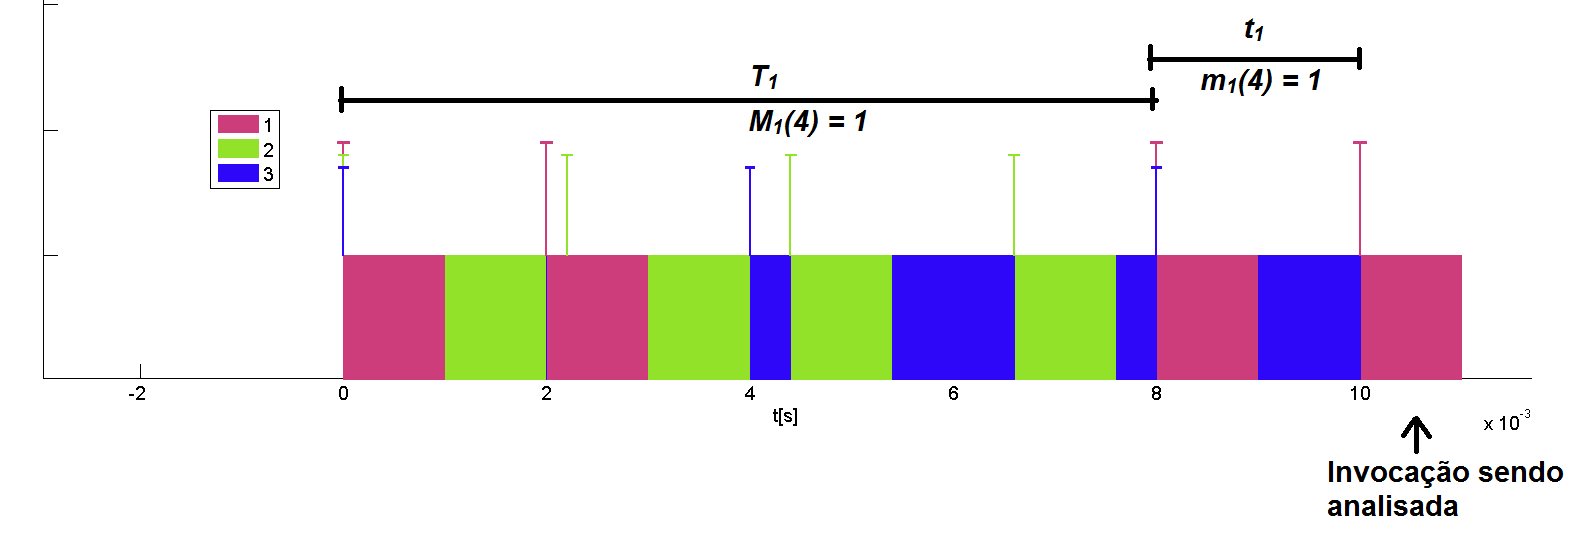 t₁
m₁(4) = 1
T₁
M₁(4) = 1
1
2
3
-2 0 2 4 6 8 10
t[s]
x 10⁻³
Invocação sendo
analisada